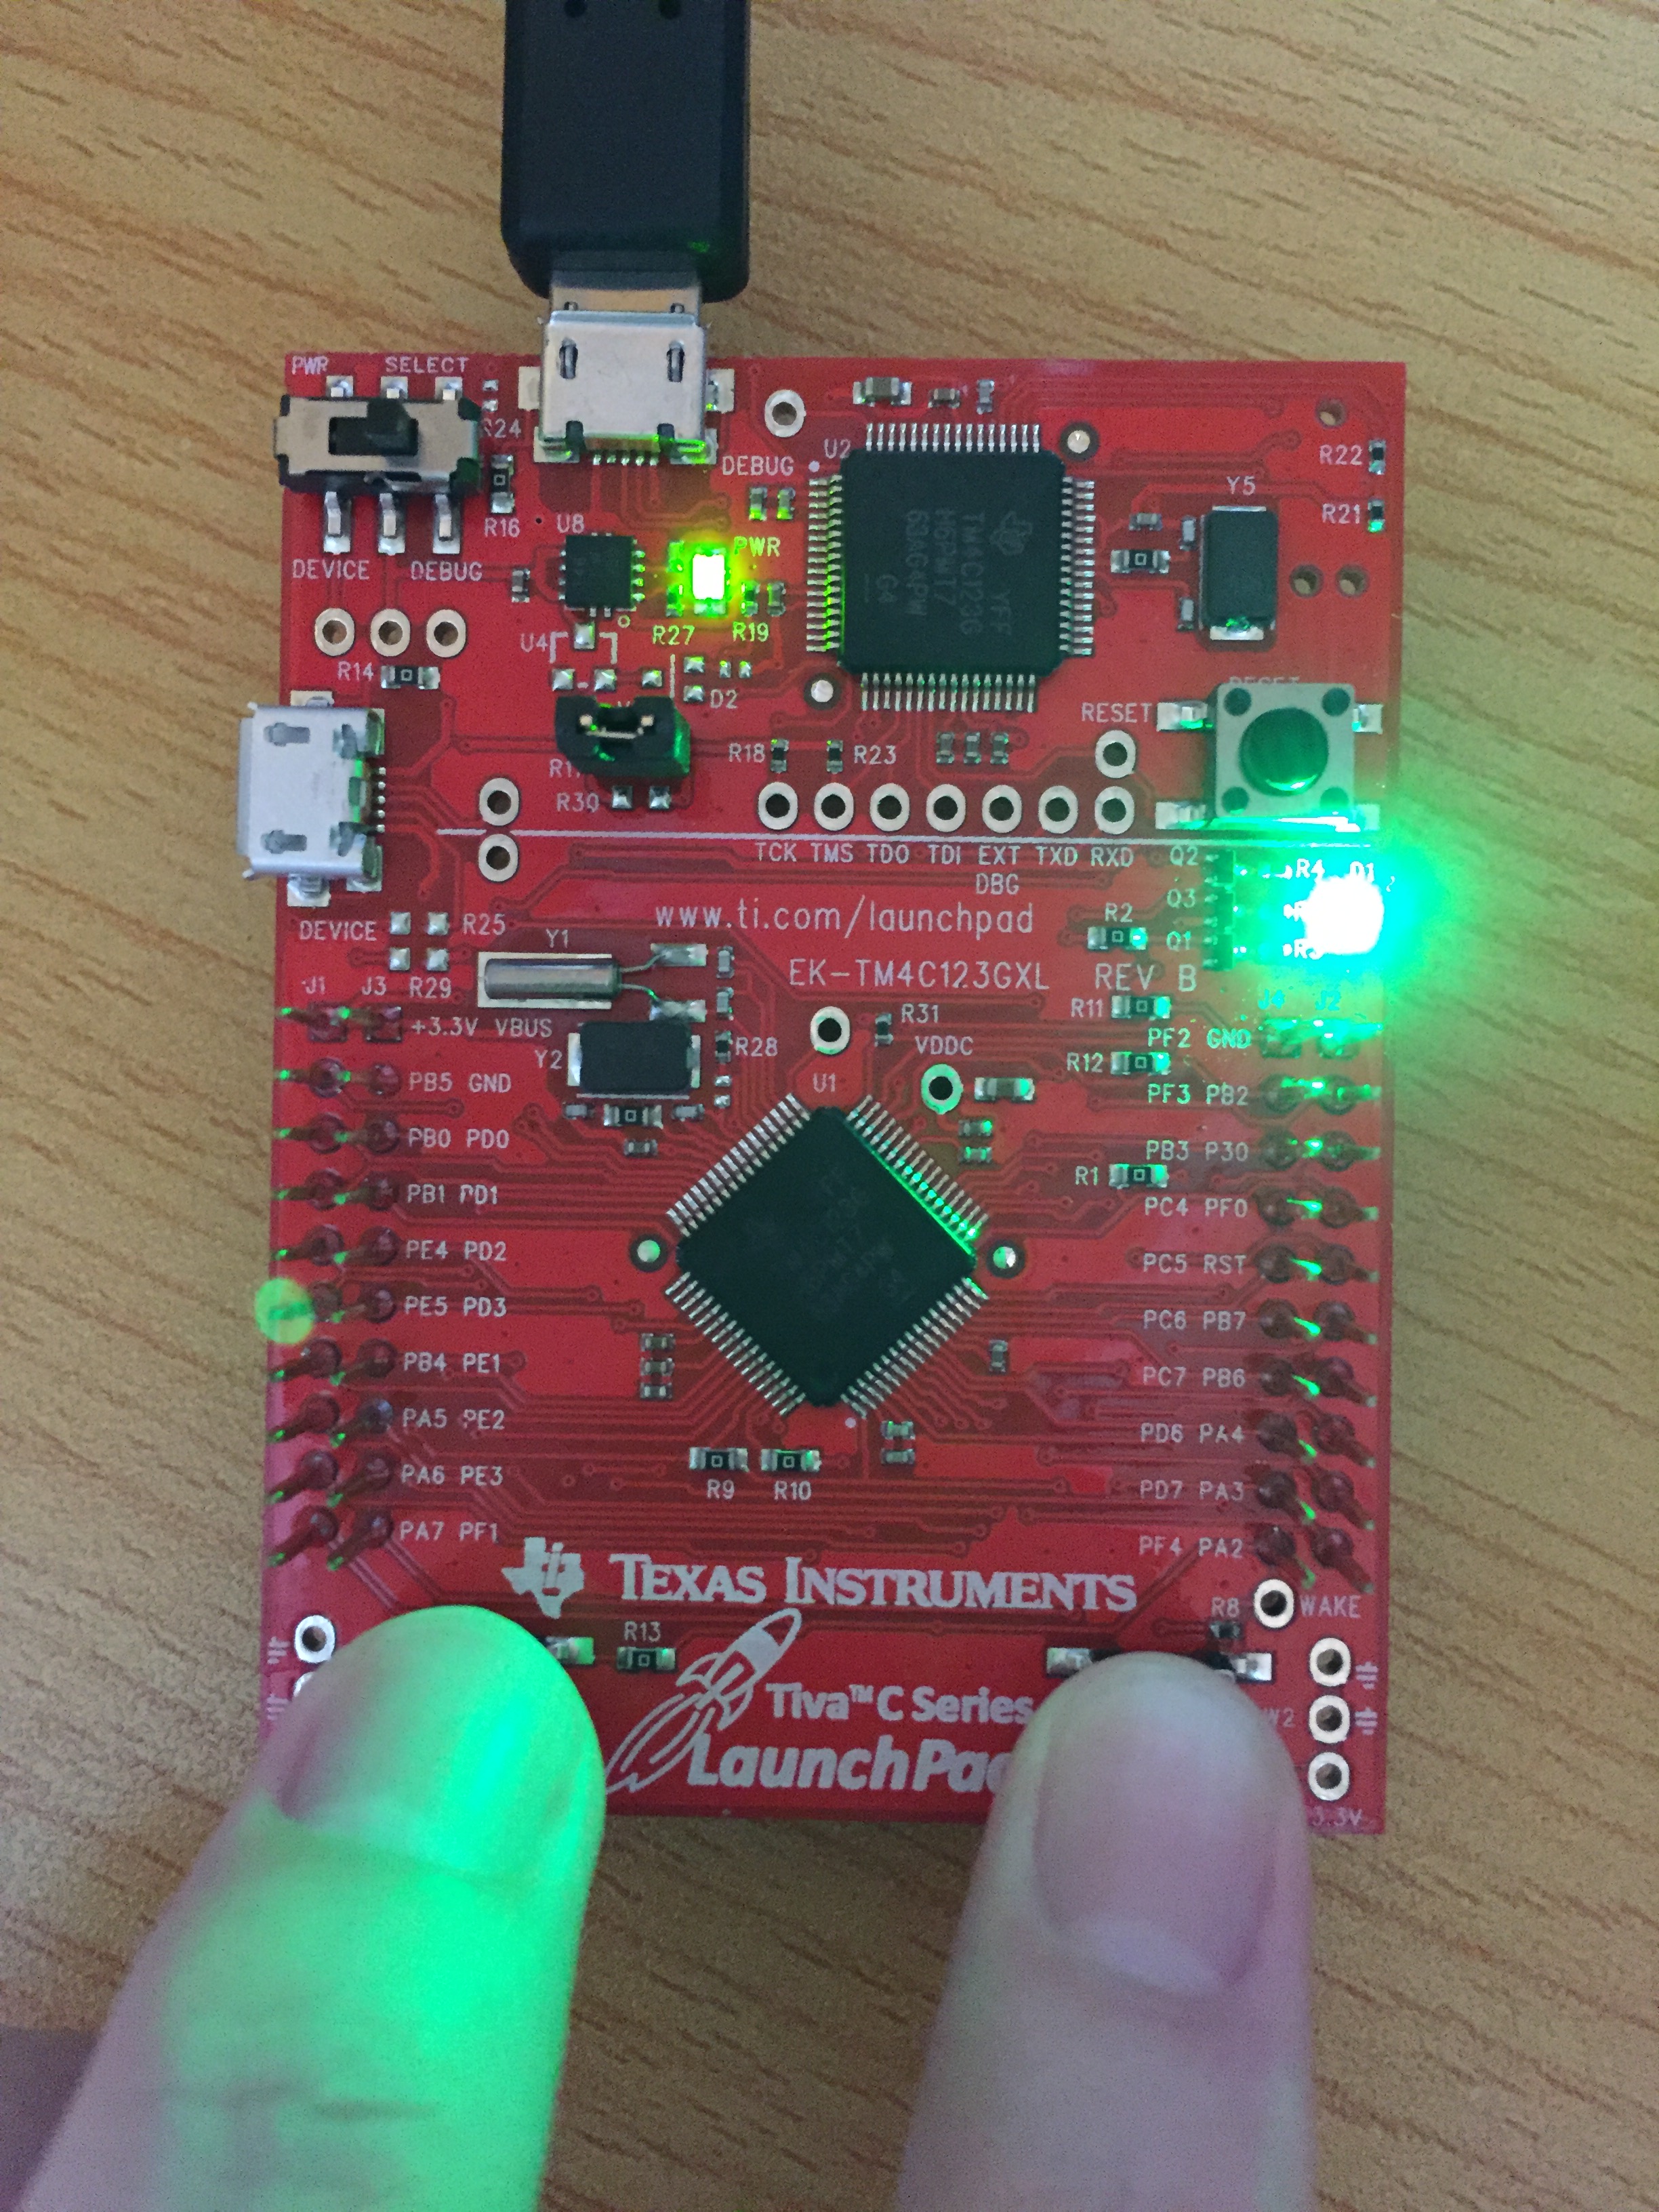 PWR SELECT
R24
DEBUG
U2
R22
Y5
R21
R16
U8
PWR
DEVICE DEBUG
TM4C123G
H6PWT7 YFF
G4
U4
R27
R19
R14
D2
RESET
RESET
R18
R23
R30
TCK TMS TDO TDI EXT TXD RXD
DBG
Q2
R4 D1
Q3
Q1
R2
www.ti.com/launchpad
DEVICE
R25
Y1
R29
EK-TM4C123GXL REV B
J1 J3
J4 J2
R11
R31
VDDC
+3.3V VBUS
PF2 GND
Y2
R28
R12
U1
PB5 GND
PF3 PB2
PB0 PD0
PB3 P30
R1
PB1 PD1
PC4 PF0
PE4 PD2
PC5 RST
PE5 PD3
PC6 PB7
PB4 PE1
PC7 PB6
PA5 PE2
PD6 PA4
PA6 PE3
PD7 PA3
R9 R10
PA7 PF1
PF4 PA2
TEXAS INSTRUMENTS
R8
WAKE
R13
Tiva™ C Series
LaunchPad
3.3V